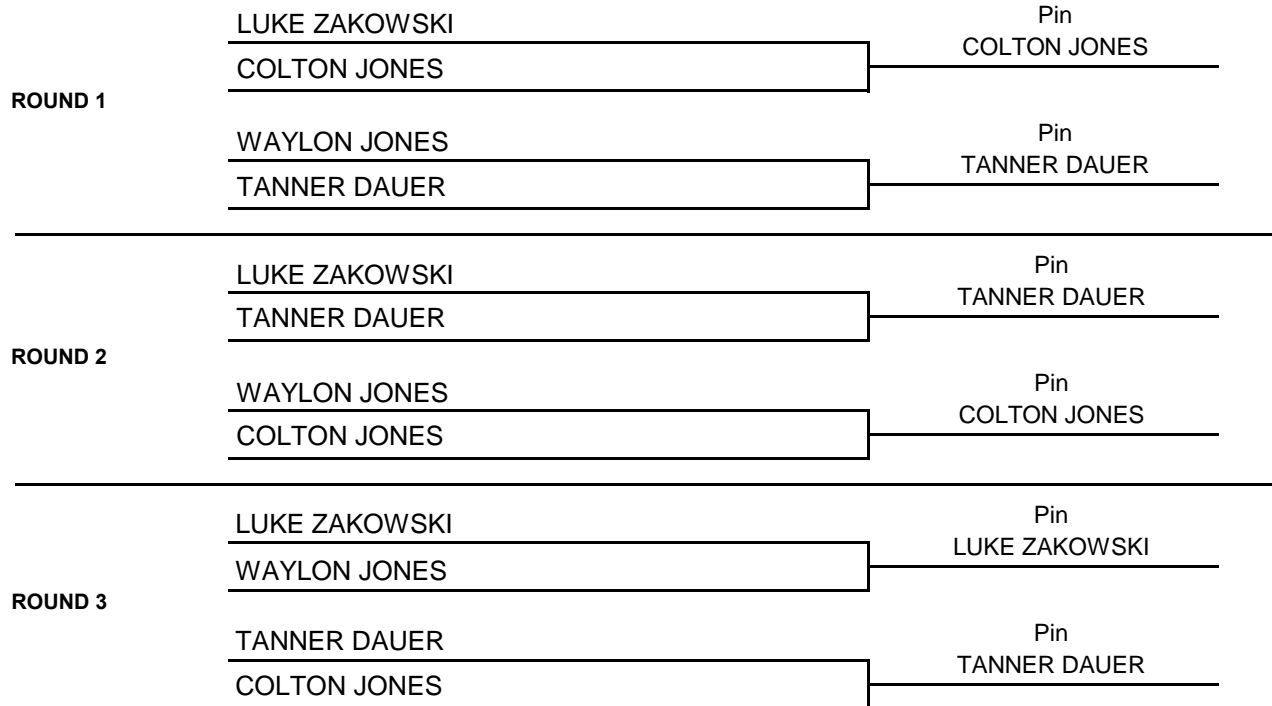 LUKE ZAKOWSKI
Pin
COLTON JONES
COLTON JONES
ROUND 1
WAYLON JONES
Pin
TANNER DAUER
TANNER DAUER
LUKE ZAKOWSKI
Pin
TANNER DAUER
TANNER DAUER
ROUND 2
WAYLON JONES
Pin
COLTON JONES
COLTON JONES
LUKE ZAKOWSKI
Pin
LUKE ZAKOWSKI
WAYLON JONES
ROUND 3
TANNER DAUER
Pin
TANNER DAUER
COLTON JONES